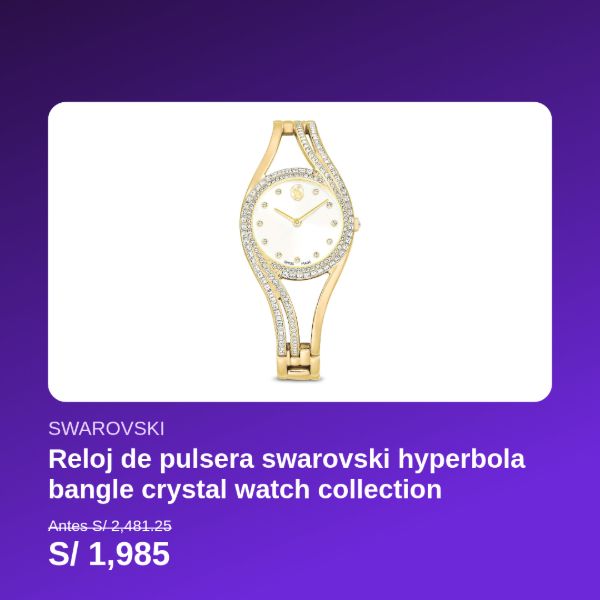 SWAROVSKI
Reloj de pulsera swarovski hyperbola
bangle crystal watch collection
Antes S/ 2,481.25
S/ 1,985